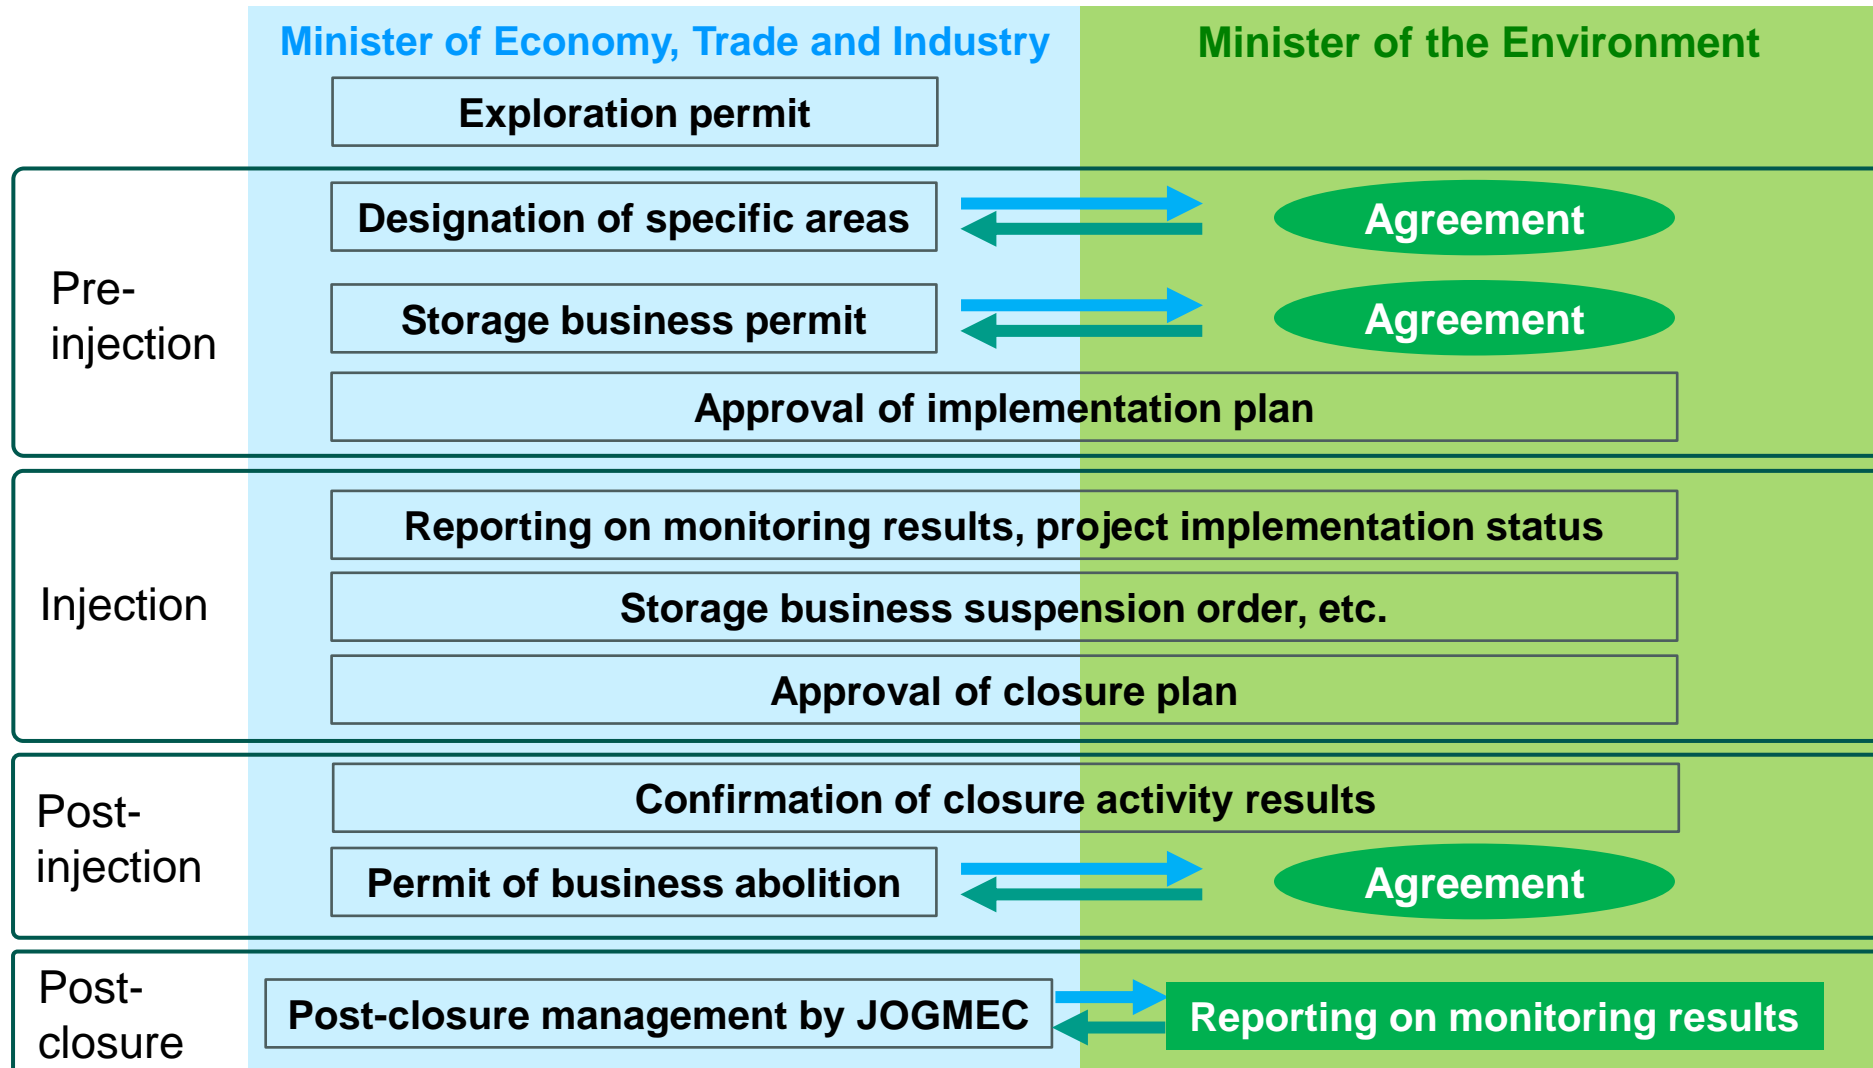 Minister of Economy, Trade and Industry
Minister of the Environment
Exploration permit
Pre-
injection
Designation of specific areas
Agreement
Storage business permit
Agreement
Approval of implementation plan
Injection
Reporting on monitoring results, project implementation status
Storage business suspension order, etc.
Approval of closure plan
Post-
injection
Confirmation of closure activity results
Permit of business abolition
Agreement
Post-
closure
Post-closure management by JOGMEC
Reporting on monitoring results